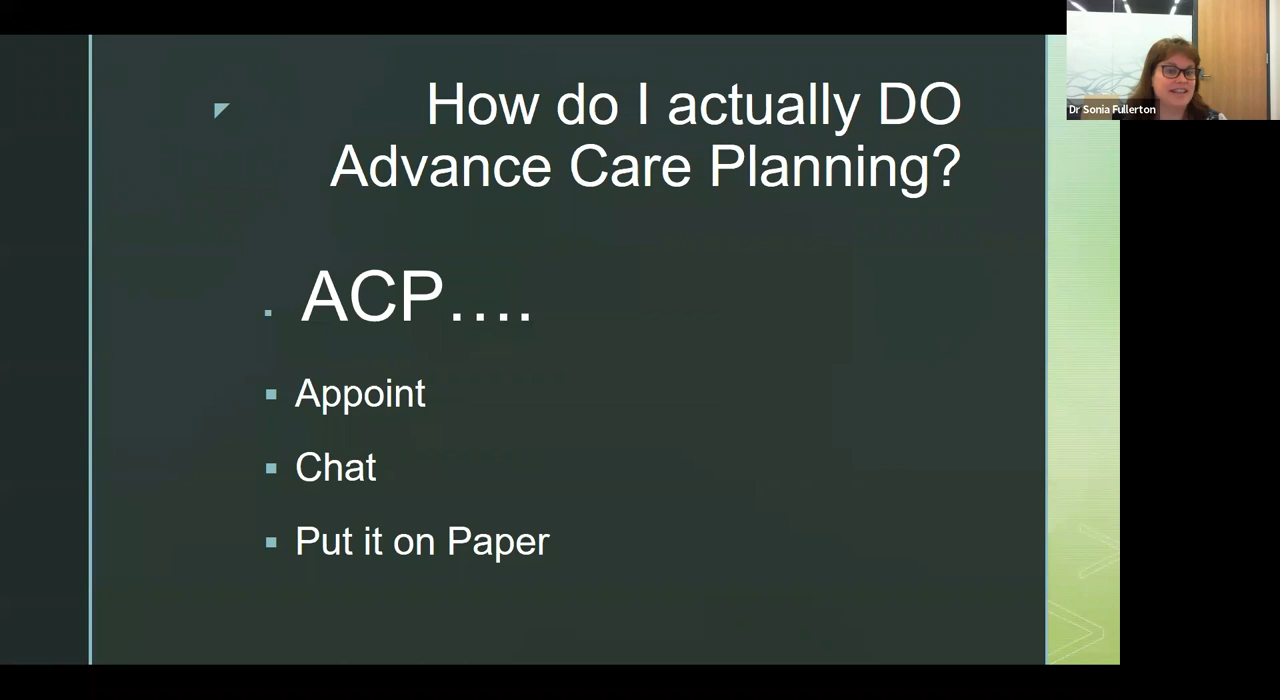 How do I actually DO
Advance Care Planning?
ACP....
Appoint
Chat
Put it on Paper
Dr Sonia Fullerton